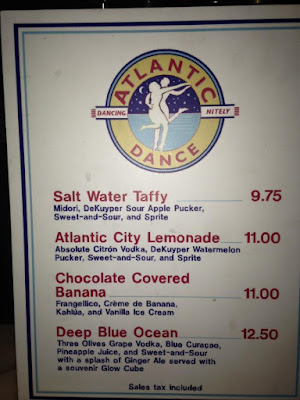 ATLANTIC
DANCING NITELY
DANCE
Salt Water Taffy 9.75
Midori, DeKuyper Sour Apple Pucker,
Sweet-and-Sour, and Sprite
Atlantic City Lemonade 11.00
Absolute Citrón Vodka, DeKuyper Watermelon
Pucker, Sweet-and-Sour, and Sprite
Chocolate Covered
Banana 11.00
Frangellico, Crème de Banana,
Kahlúa, and Vanilla Ice Cream
Deep Blue Ocean 12.50
Three Olives Grape Vodka, Blue Curaçao,
Pineapple Juice, and Sweet-and-Sour
with a splash of Ginger Ale served with
a souvenir Glow Cube
Sales tax included